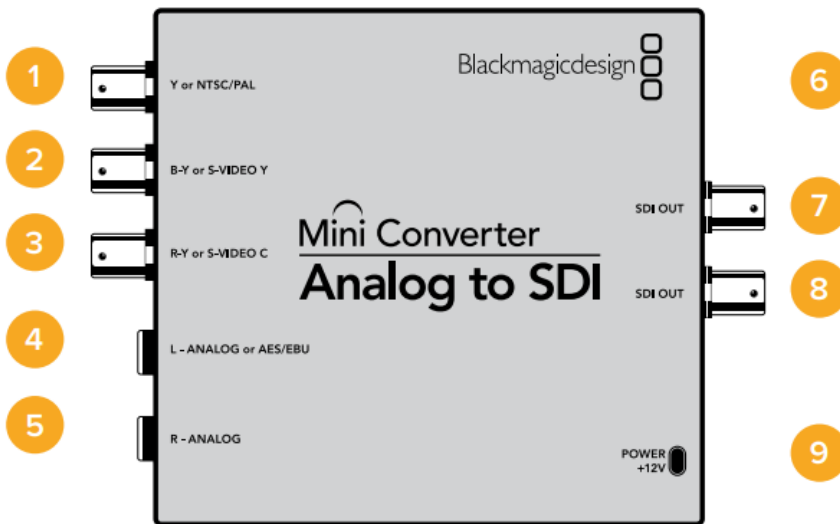 1
Y or NTSC/PAL
2
B-Y or S-VIDEO Y
3
R-Y or S-VIDEO C
4
L - ANALOG or AES/EBU
5
R - ANALOG
Blackmagicdesign
Mini Converter
Analog to SDI
6
SDI OUT
7
SDI OUT
8
POWER
+12V
9